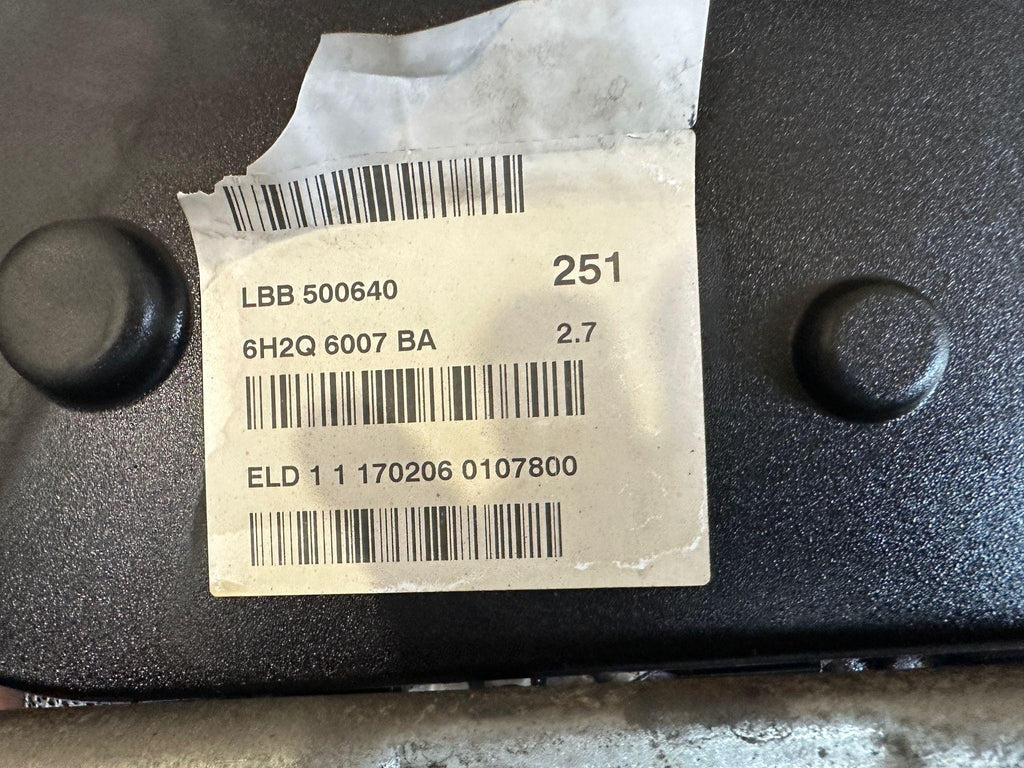 251
LBB 500640
2.7
6H2Q 6007 BA
ELD 1 1 170206 0107800